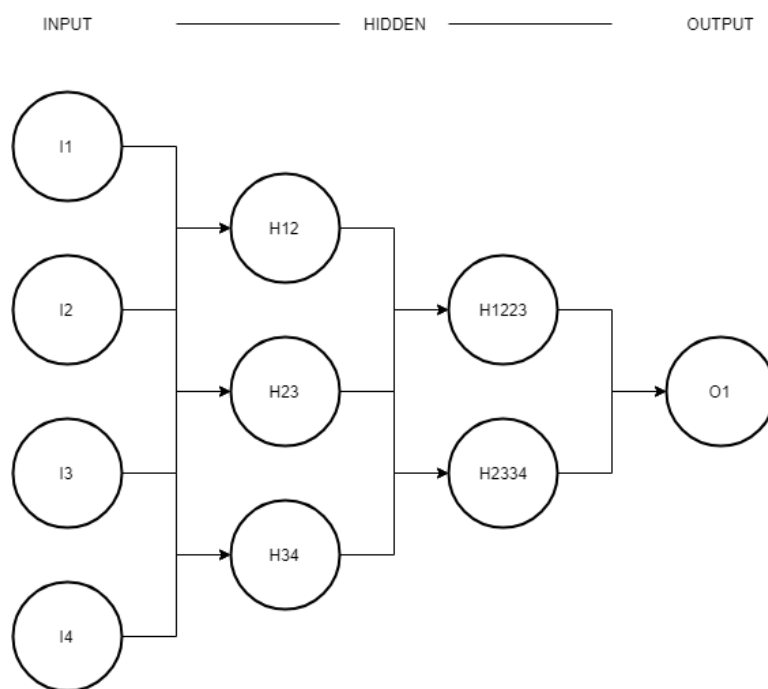 INPUT
HIDDEN
OUTPUT
I1
H12
I2
H1223
H23
O1
I3
H2334
H34
I4